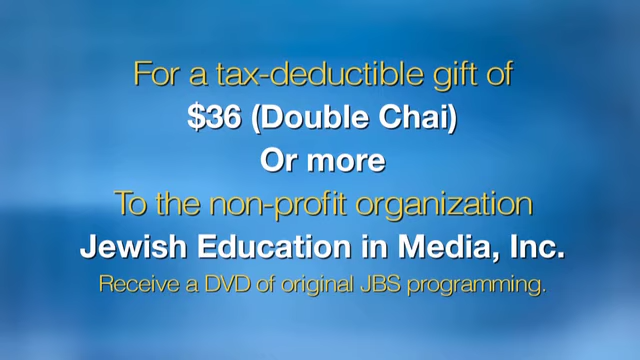 For a tax-deductible gift of
$36 (Double Chai)
Or more
To the non-profit organization
Jewish Education in Media, Inc.
Receive a DVD of original JBS programming.